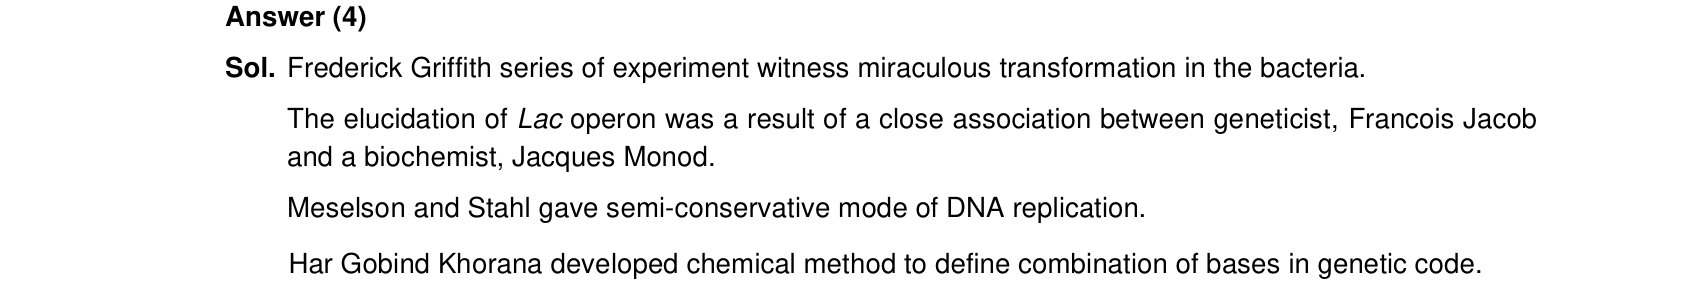 Answer (4)
Sol. Frederick Griffith series of experiment witness miraculous transformation in the bacteria.
The elucidation of Lac operon was a result of a close association between geneticist, Francois Jacob
and a biochemist, Jacques Monod.
Meselson and Stahl gave semi-conservative mode of DNA replication.
Har Gobind Khorana developed chemical method to define combination of bases in genetic code.